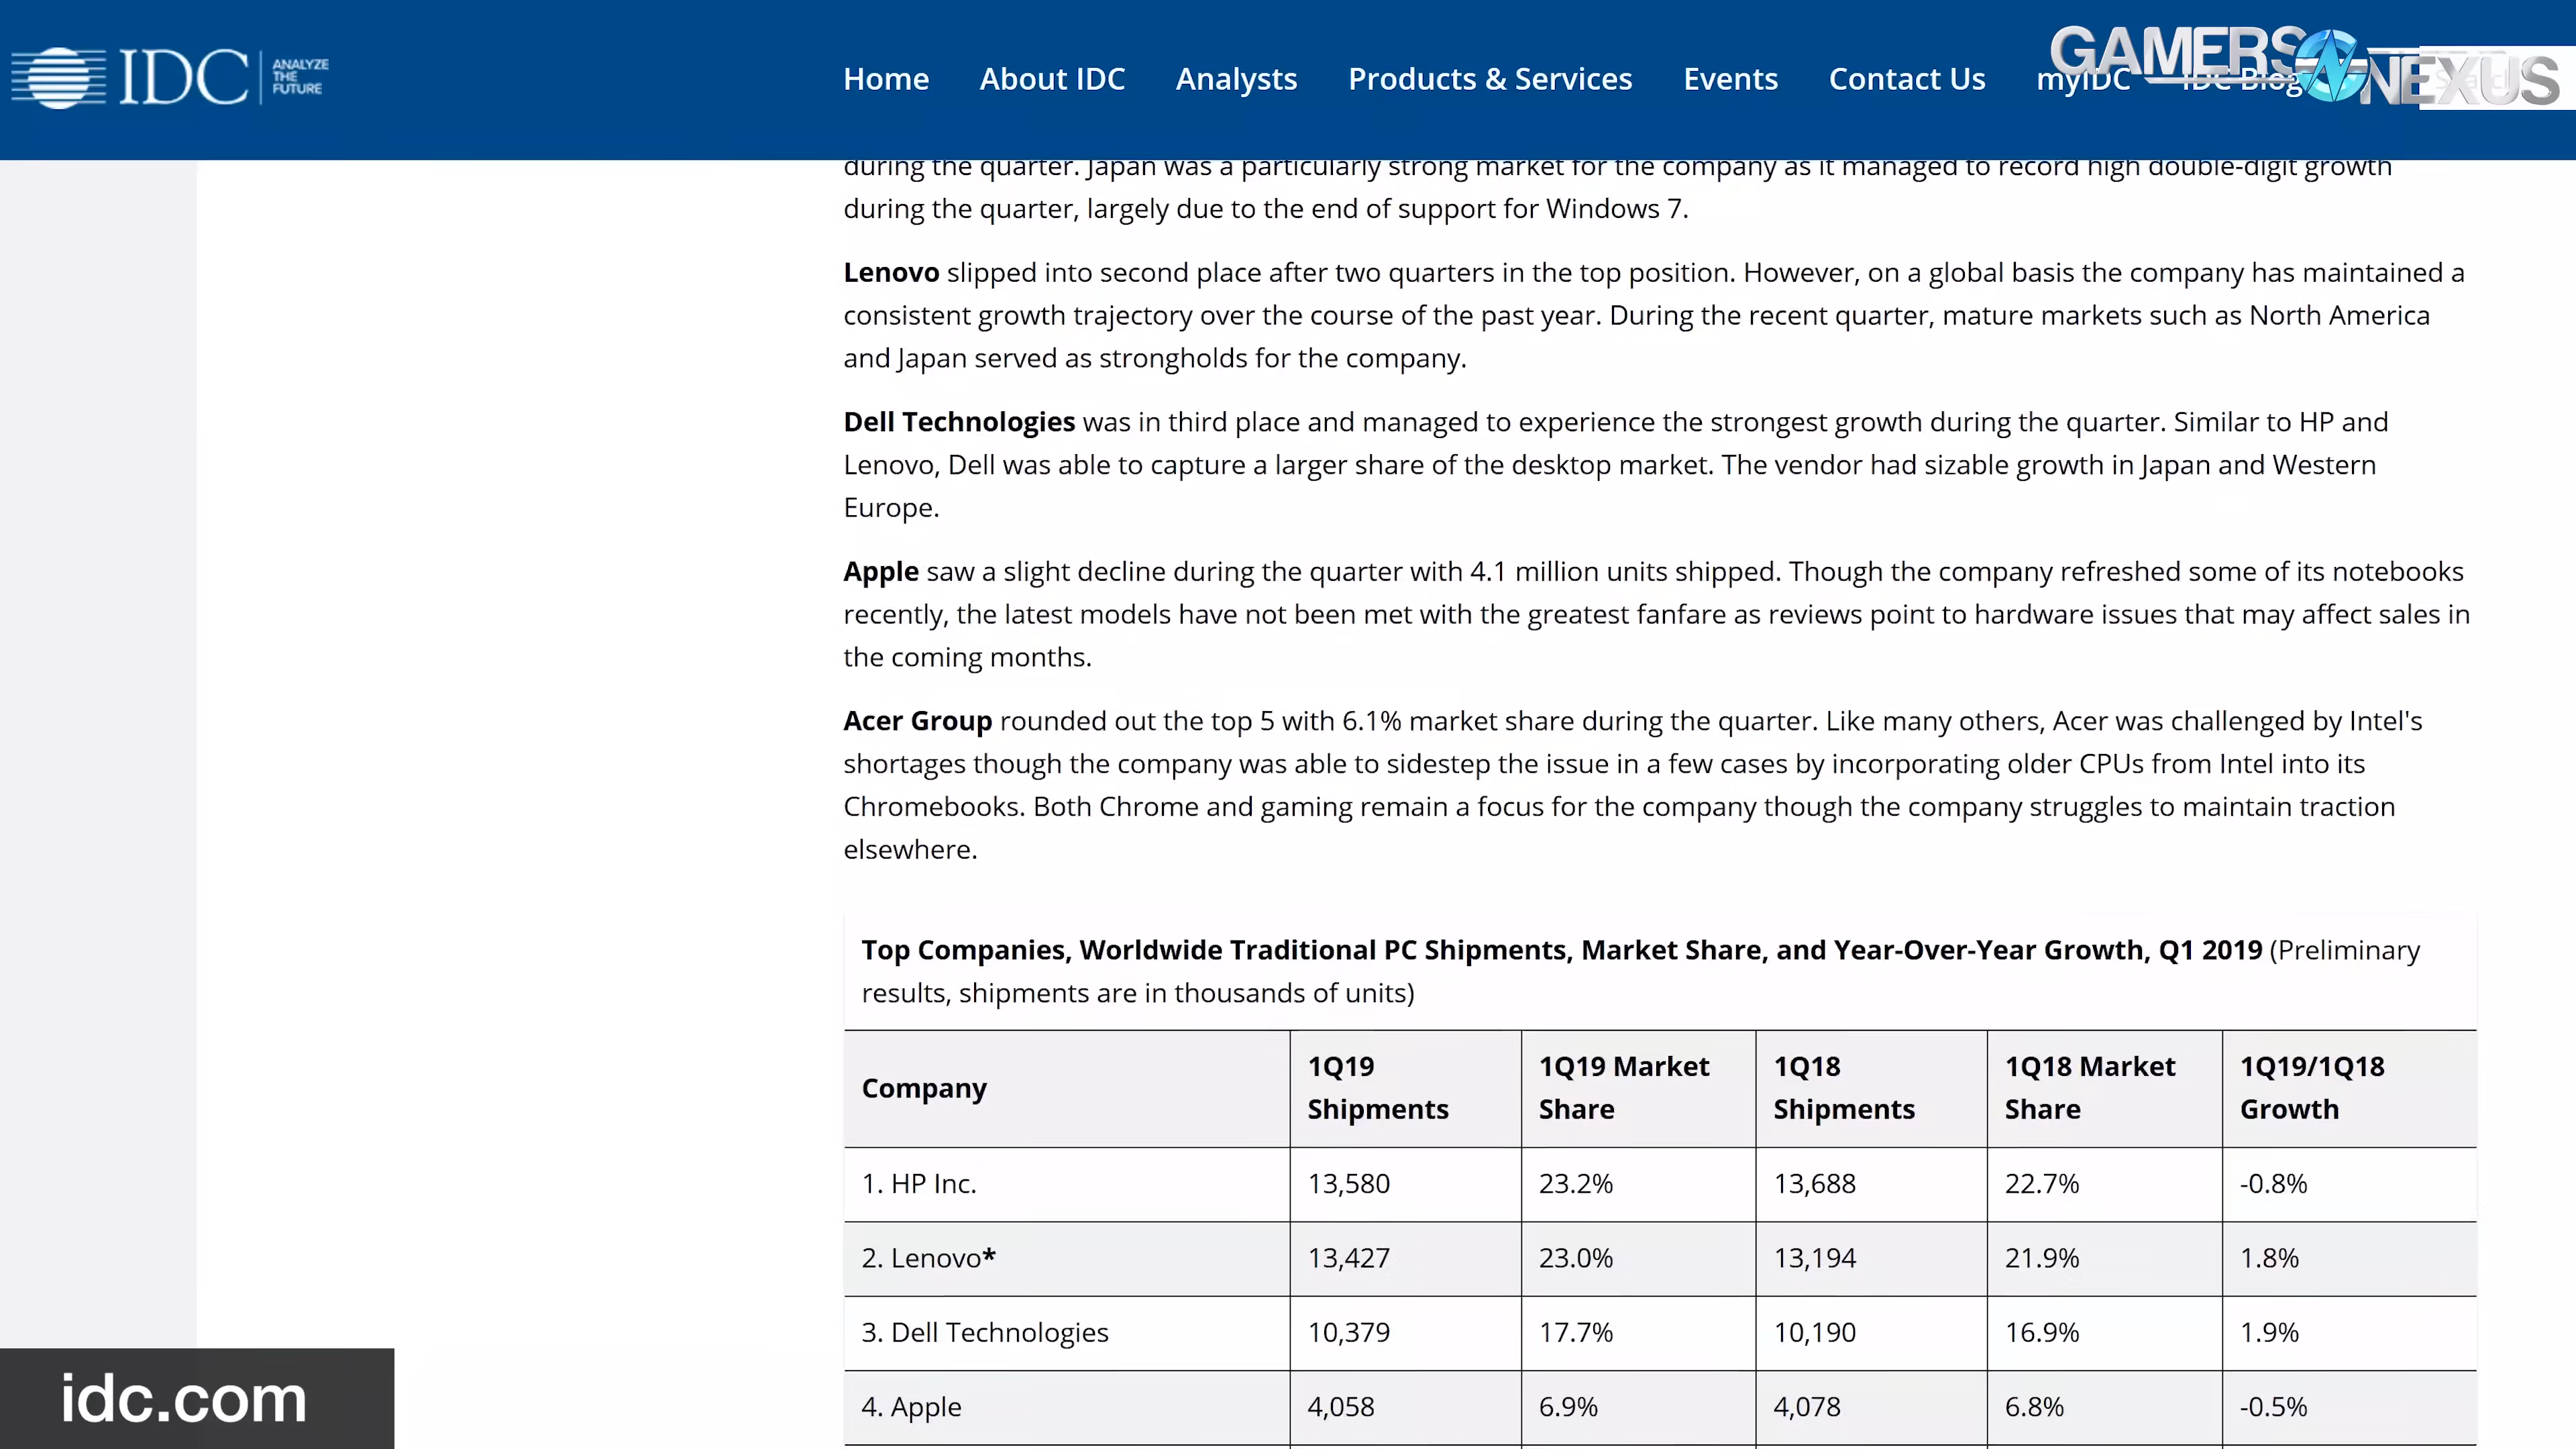 IDC
ANALYZE
THE
FUTURE
Home About IDC Analysts Products & Services Events Contact Us myIDC IDC Blog
GAMERS NEXUS
during the quarter. Japan was a particularly strong market for the company as it managed to record high double-digit growth
during the quarter, largely due to the end of support for Windows 7.
Lenovo slipped into second place after two quarters in the top position. However, on a global basis the company has maintained a
consistent growth trajectory over the course of the past year. During the recent quarter, mature markets such as North America
and Japan served as strongholds for the company.
Dell Technologies was in third place and managed to experience the strongest growth during the quarter. Similar to HP and
Lenovo, Dell was able to capture a larger share of the desktop market. The vendor had sizable growth in Japan and Western
Europe.
Apple saw a slight decline during the quarter with 4.1 million units shipped. Though the company refreshed some of its notebooks
recently, the latest models have not been met with the greatest fanfare as reviews point to hardware issues that may affect sales in
the coming months.
Acer Group rounded out the top 5 with 6.1% market share during the quarter. Like many others, Acer was challenged by Intel's
shortages though the company was able to sidestep the issue in a few cases by incorporating older CPUs from Intel into its
Chromebooks. Both Chrome and gaming remain a focus for the company though the company struggles to maintain traction
elsewhere.
Top Companies, Worldwide Traditional PC Shipments, Market Share, and Year-Over-Year Growth, Q1 2019 (Preliminary
results, shipments are in thousands of units)
Company 1Q19 Shipments 1Q19 Market Share 1Q18 Shipments 1Q18 Market Share 1Q19/1Q18 Growth
1. HP Inc. 13,580 23.2% 13,688 22.7% -0.8%
2. Lenovo* 13,427 23.0% 13,194 21.9% 1.8%
3. Dell Technologies 10,379 17.7% 10,190 16.9% 1.9%
4. Apple 4,058 6.9% 4,078 6.8% -0.5%
idc.com